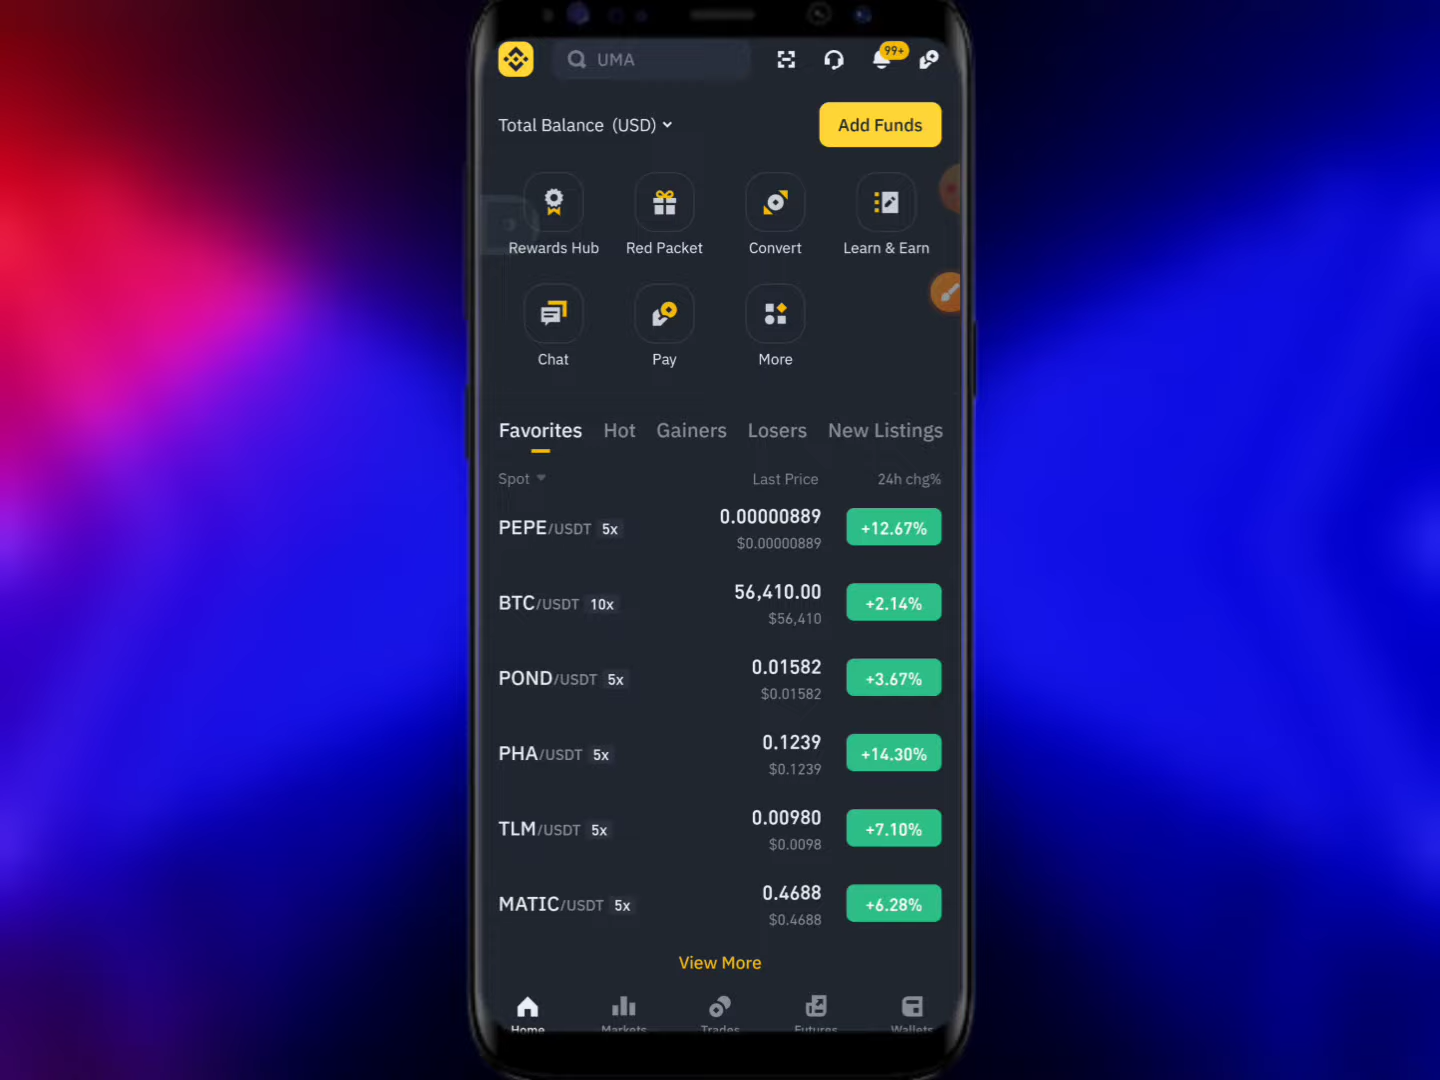 UMA
99+
Total Balance (USD)
Add Funds
Rewards Hub Red Packet Convert Learn & Earn
Chat Pay More
Favorites Hot Gainers Losers New Listings
Spot Last Price 24h chg%
PEPE/USDT 5x 0.00000889 +12.67%
$0.00000889
BTC/USDT 10x 56,410.00 +2.14%
$56,410
POND/USDT 5x 0.01582 +3.67%
$0.01582
PHA/USDT 5x 0.1239 +14.30%
$0.1239
TLM/USDT 5x 0.00980 +7.10%
$0.0098
MATIC/USDT 5x 0.4688 +6.28%
$0.4688
View More
Home Markets Trades Futures Wallets